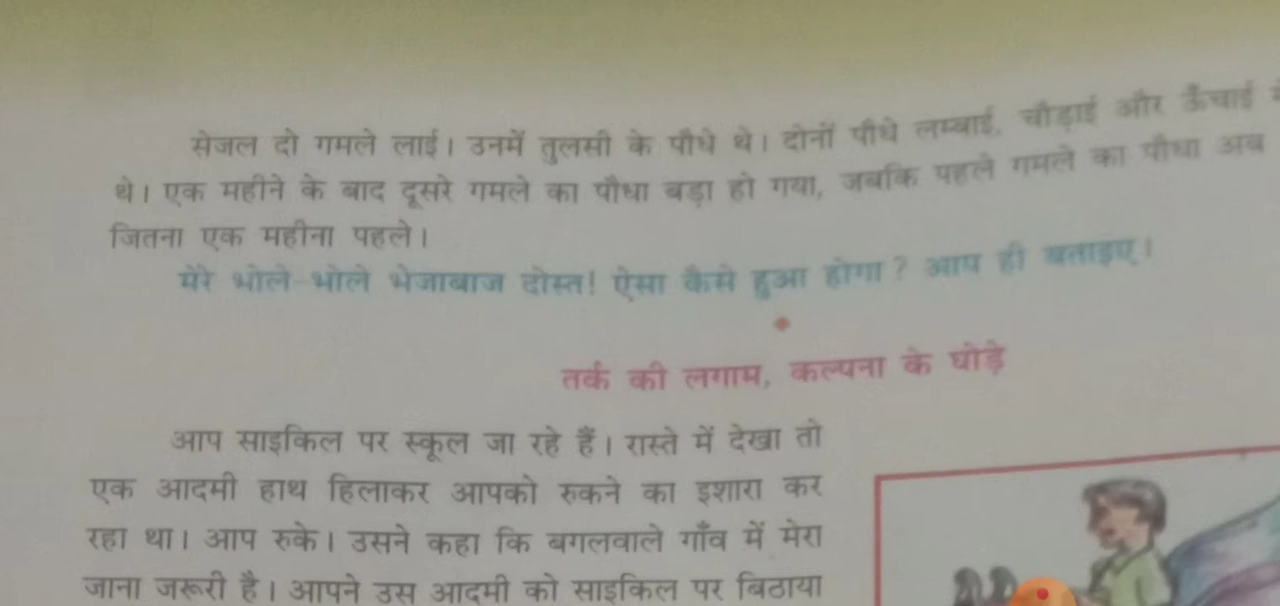 सेजल दो गमले लाई। उनमें तुलसी के पौधे थे। दोनों पौधे लम्बाई, चौड़ाई और ऊँचाई
थे। एक महीने के बाद दूसरे गमले का पौधा बड़ा हो गया, जबकि पहले गमले का पौधा अब
जितना एक महीना पहले।
मेरे भोले-भोले भेजाबाज दोस्त! ऐसा कैसे हुआ होगा? आप ही बताइए।
तर्क की लगाम, कल्पना के घोड़े
आप साइकिल पर स्कूल जा रहे हैं। रास्ते में देखा तो
एक आदमी हाथ हिलाकर आपको रुकने का इशारा कर
रहा था। आप रुके। उसने कहा कि बगलवाले गाँव में मेरा
जाना जरूरी है। आपने उस आदमी को साइकिल पर बिठाया